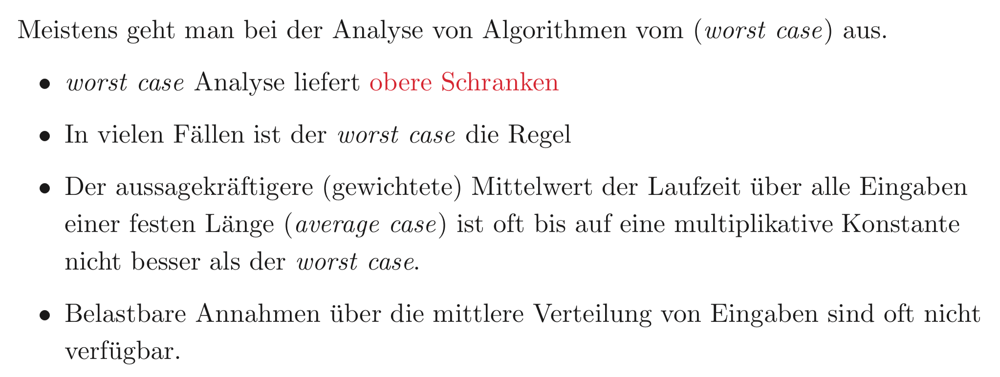 Meistens geht man bei der Analyse von Algorithmen vom (worst case) aus.
• worst case Analyse liefert obere Schranken
• In vielen Fällen ist der worst case die Regel
• Der aussagekräftigere (gewichtete) Mittelwert der Laufzeit über alle Eingaben
einer festen Länge (average case) ist oft bis auf eine multiplikative Konstante
nicht besser als der worst case.
• Belastbare Annahmen über die mittlere Verteilung von Eingaben sind oft nicht
verfügbar.